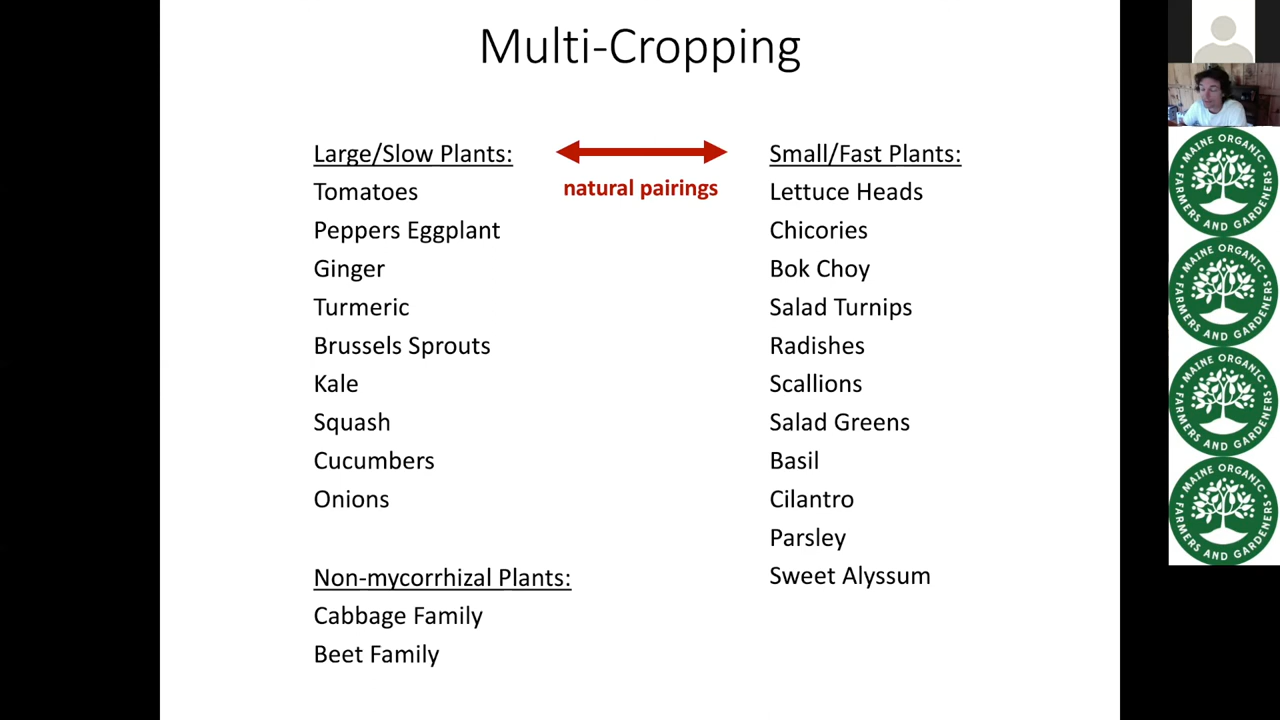 Multi-Cropping
Large/Slow Plants:
Tomatoes
Peppers Eggplant
Ginger
Turmeric
Brussels Sprouts
Kale
Squash
Cucumbers
Onions
Non-mycorrhizal Plants:
Cabbage Family
Beet Family
natural pairings
Small/Fast Plants:
Lettuce Heads
Chicories
Bok Choy
Salad Turnips
Radishes
Scallions
Salad Greens
Basil
Cilantro
Parsley
Sweet Alyssum
MAINE ORGANIC
FARMERS AND GARDENERS
MAINE ORGANIC
FARMERS AND GARDENERS
MAINE ORGANIC
FARMERS AND GARDENERS
MAINE ORGANIC
FARMERS AND GARDENERS